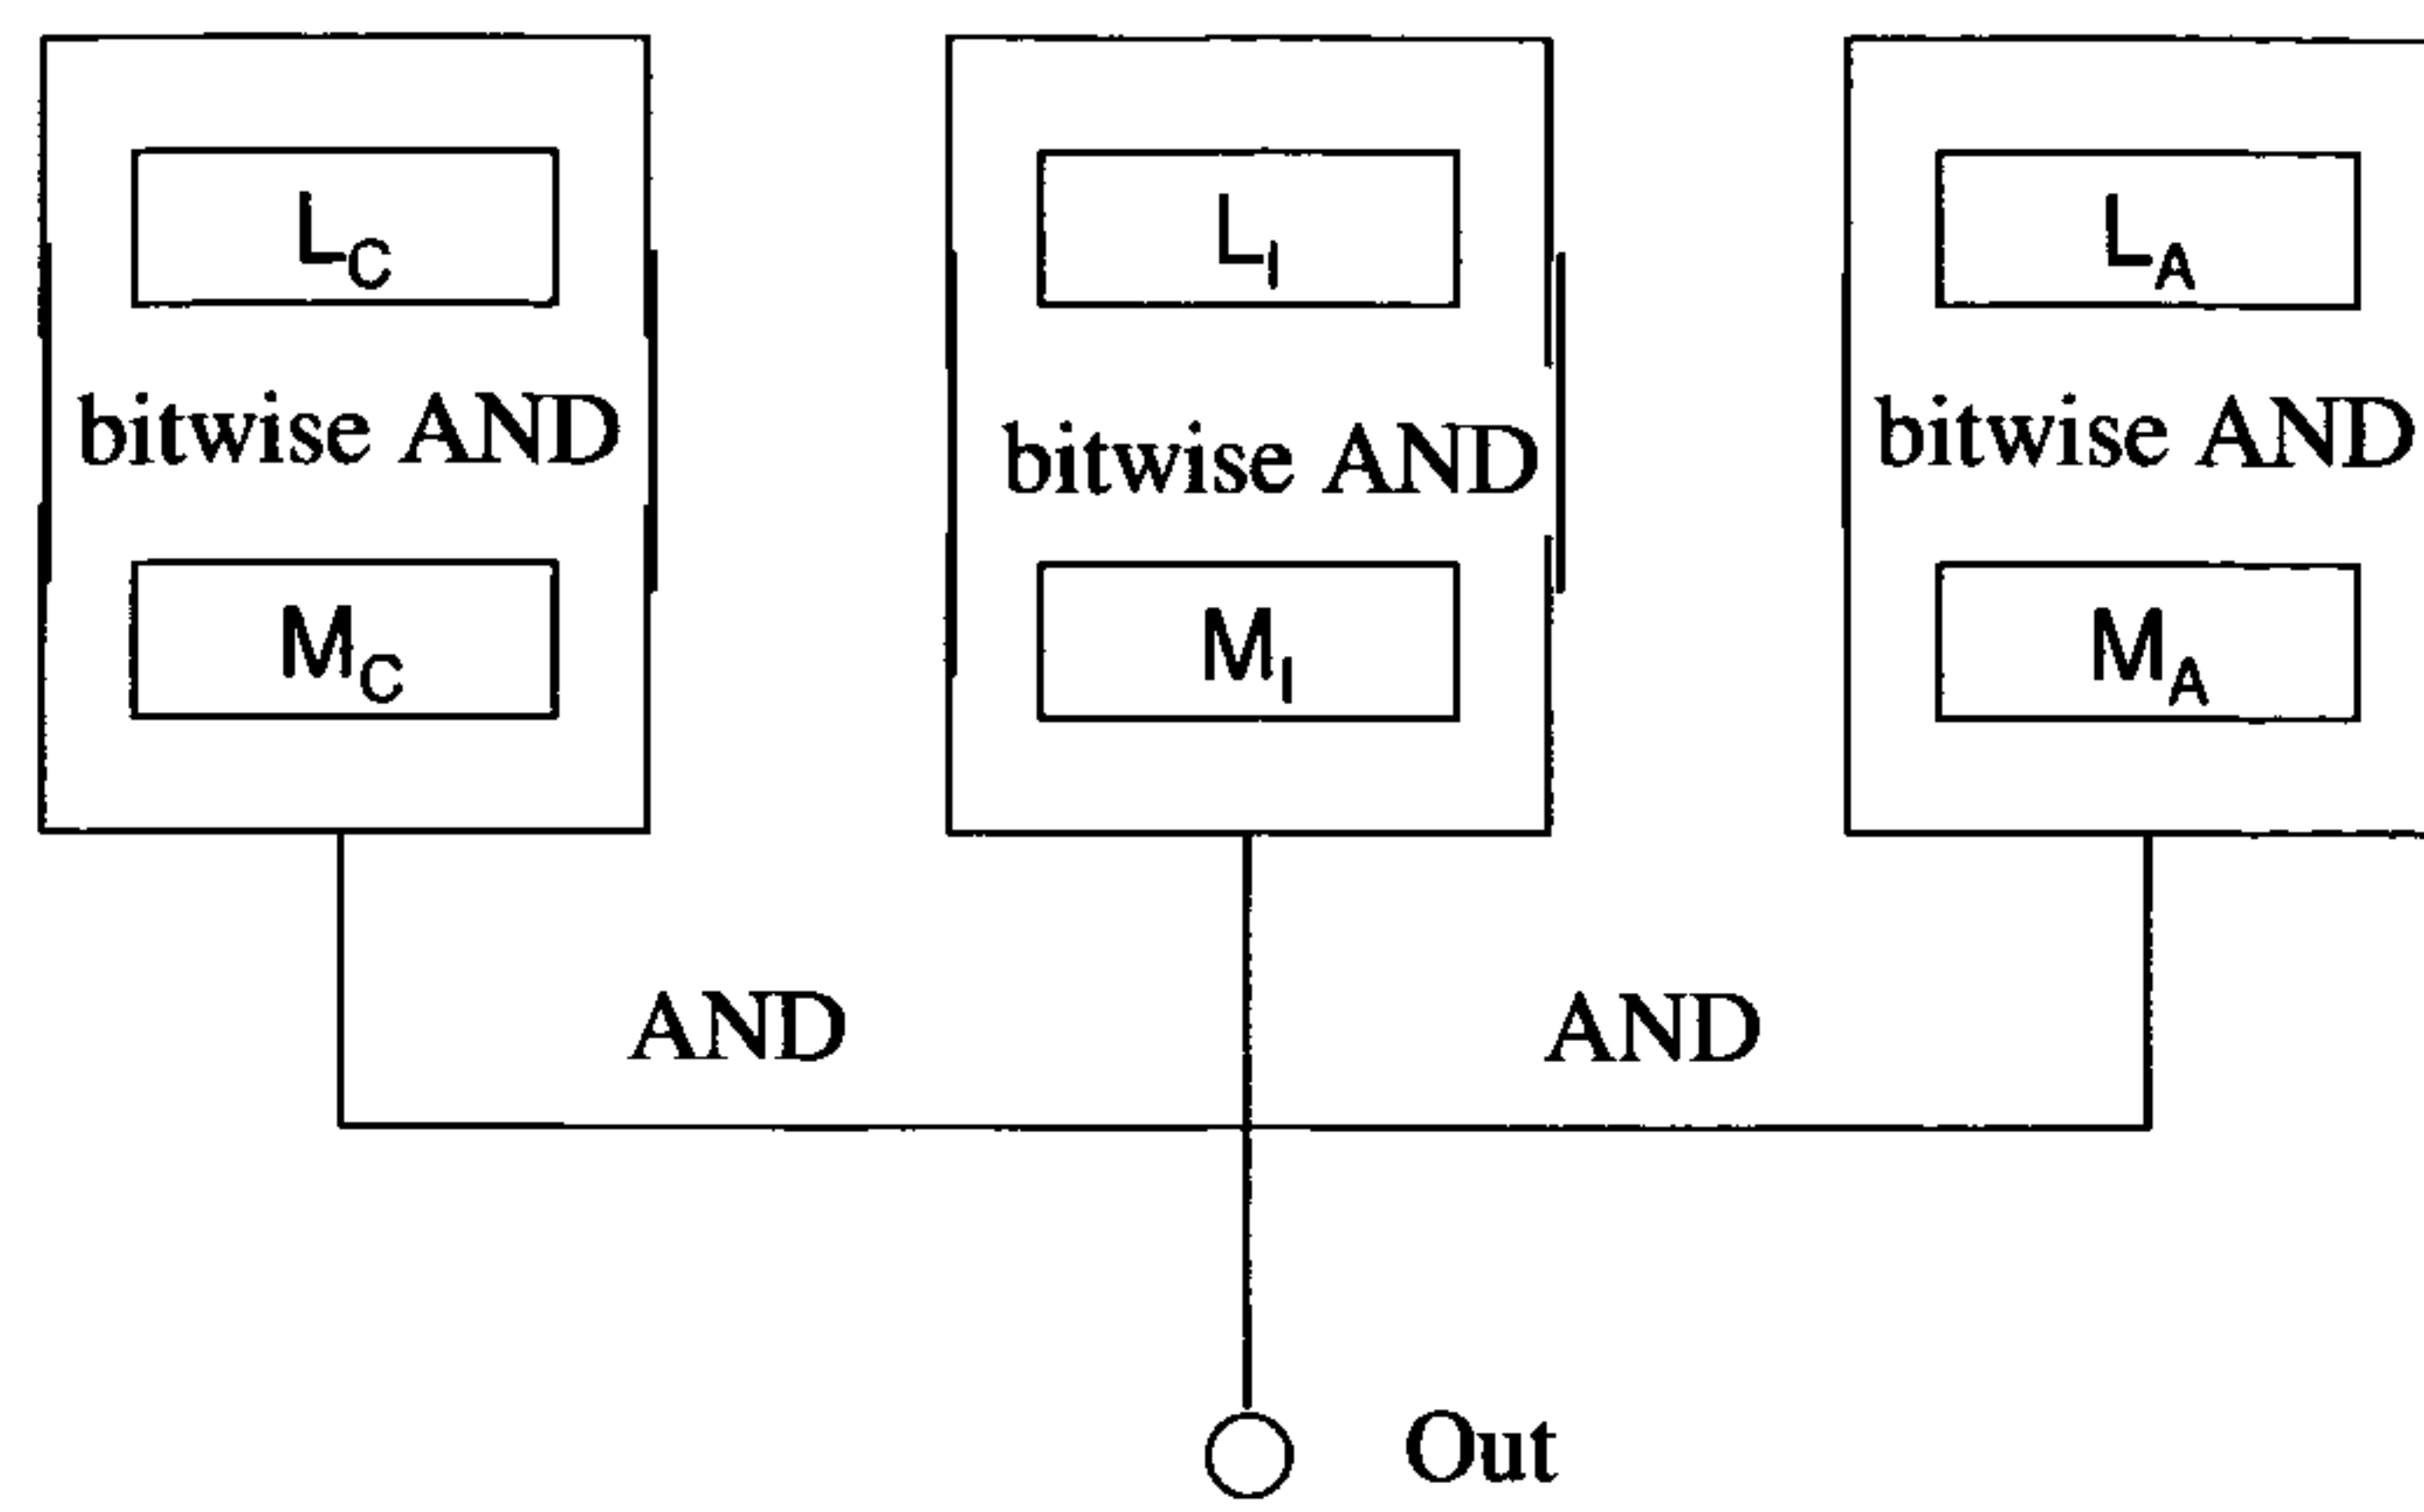 L_C L_I L_A
bitwise AND bitwise AND bitwise AND
M_C M_I M_A
AND AND
Out